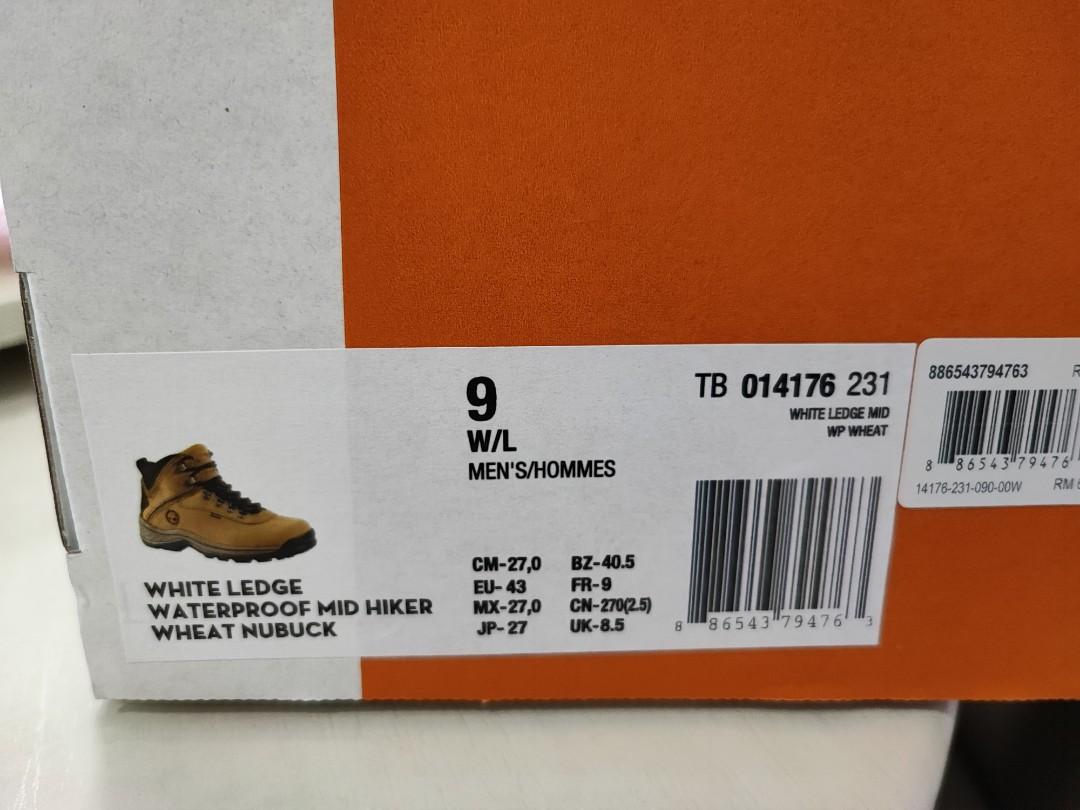 9
W/L
MEN'S/HOMMES
TB 014176 231
WHITE LEDGE MID
WP WHEAT
WHITE LEDGE
WATERPROOF MID HIKER
WHEAT NUBUCK
CM-27,0 BZ-40.5
EU-43 FR-9
MX-27,0 CN-270(2.5)
JP-27 UK-8.5
8 86543 79476 3
886543794763
8 86543 79476
14176-231-090-00W RM